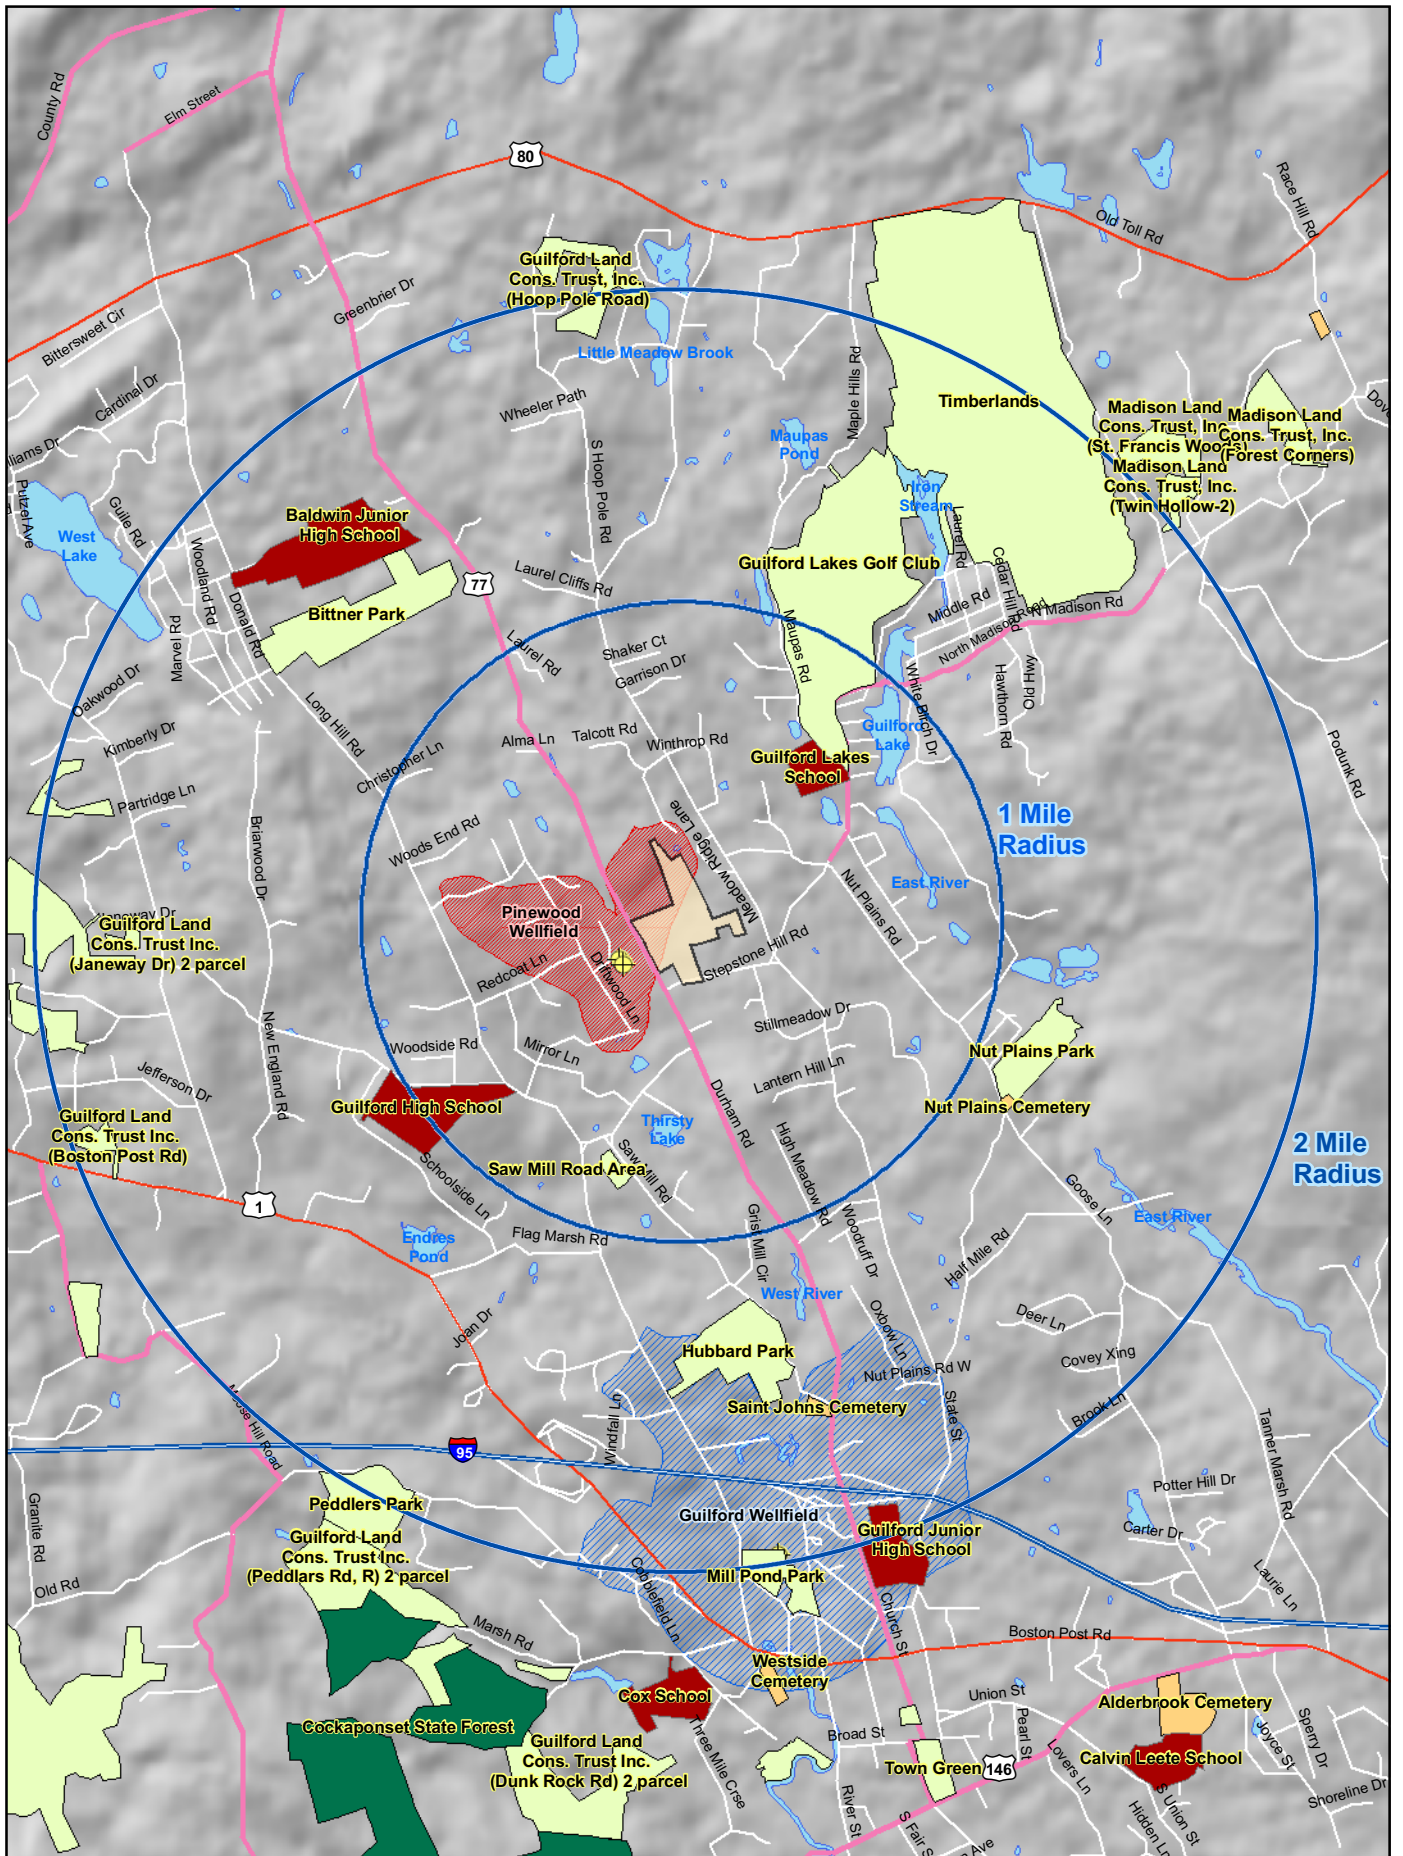 County Rd
Elm Street
80
Race Hill Rd
Old Toll Rd
Guilford Land
Cons. Trust, Inc.
(Hoop Pole Road)
Greenbrier Dr
Bittersweet Cir
Little Meadow Brook
Maple Hills Rd
Cardinal Dr
Wheeler Path
Timberlands
Madison Land
Cons. Trust, Inc.
(St. Francis Woods)
Madison Land
Cons. Trust, Inc.
(Forest Corners)
Madison Land
Cons. Trust, Inc.
(Twin Hollow-2)
Maupas
Pond
S Hoop Pole Rd
lliams Dr
Putzel Ave
Guile Rd
West
Lake
Baldwin Junior
High School
Iron
Stream
Laurel Rd
Woodland Rd
Donald Rd
77
Laurel Cliffs Rd
Guilford Lakes Golf Club
Cedar Hill Rd
Middle Rd
N Madison Rd
North Madison Road
Bittner Park
Marvel Rd
Laurel Rd
Shaker Ct
Garrison Dr
Maupas Rd
White Birch Dr
Hawthorn Rd
Old Hwy
Oakwood Dr
Long Hill Rd
Kimberly Dr
Christopher Ln
Alma Ln
Talcott Rd
Winthrop Rd
Guilford
Lake
Guilford Lakes
School
Podunk Rd
Partridge Ln
Briarwood Dr
Woods End Rd
Meadow Ridge Lane
1 Mile
Radius
East River
Nut Plains Rd
Pinewood
Wellfield
Janeway Dr
Guilford Land
Cons. Trust Inc.
(Janeway Dr) 2 parcel
Redcoat Ln
Driftwood Ln
Stepstone Hill Rd
Stillmeadow Dr
New England Rd
Woodside Rd
Mirror Ln
Nut Plains Park
Lantern Hill Ln
Jefferson Dr
Durham Rd
Guilford High School
Nut Plains Cemetery
Guilford Land
Cons. Trust Inc.
(Boston Post Rd)
Thirsty
Lake
High Meadow Rd
2 Mile
Radius
Saw Mill Road Area
Saw Mill Rd
Schoolside Ln
Goose Ln
1
East River
Endries
Pond
Flag Marsh Rd
Grist Mill Cir
Woodruff Dr
Half Mile Rd
West River
Joan Dr
Oxbow Ln
Deer Ln
Hubbard Park
Covey Xing
Nut Plains Rd W
Saint Johns Cemetery
State St
Brook Ln
Moose Hill Road
Windfall Ln
Tanner Marsh Rd
95
Potter Hill Dr
Granite Rd
Peddlers Park
Guilford Wellfield
Guilford Junior
High School
Carter Dr
Guilford Land
Cons. Trust Inc.
(Peddlars Rd, R) 2 parcel
Mill Pond Park
Old Rd
Cobblefield Ln
Laurie Ln
Marsh Rd
Church St
Boston Post Rd
Westside
Cemetery
Cox School
Union St
Alderbrook Cemetery
Cockaponset State Forest
Three Mile Crse
Broad St
Pearl St
Joyce St
Sperry Dr
Guilford Land
Cons. Trust Inc.
(Dunk Rock Rd) 2 parcel
Town Green
146
Lovers Ln
Calvin Leete School
Shoreline Dr
River St
S Union St
Hidden Ln